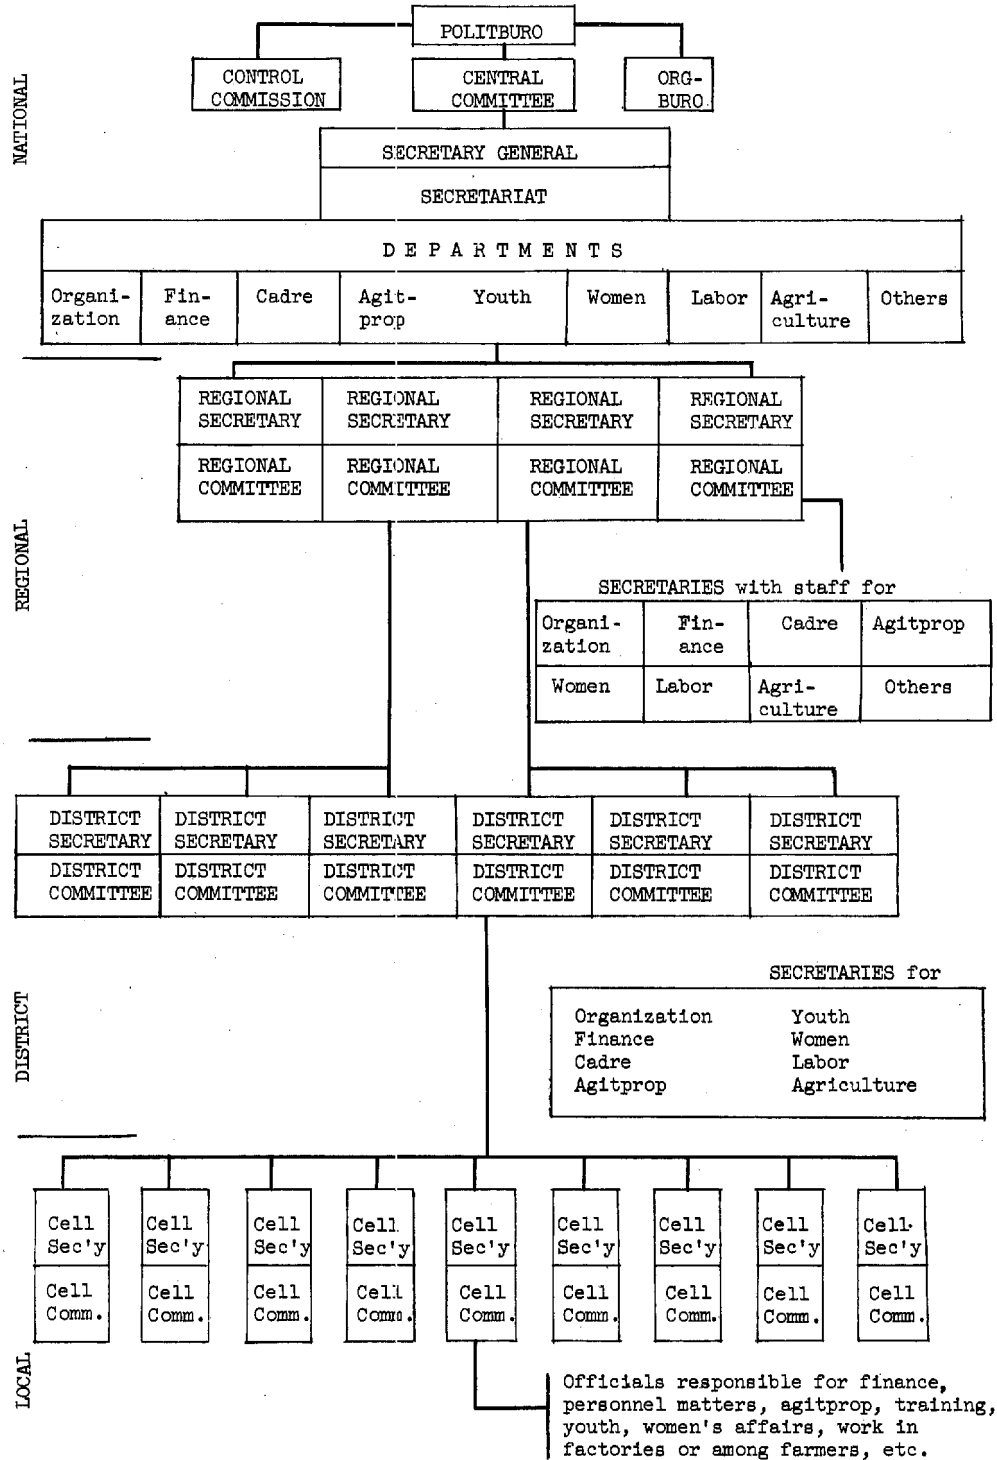 POLITBURO
CONTROL
COMMISSION
CENTRAL
COMMITTEE
ORG-
BURO
NATIONAL
SECRETARY GENERAL
SECRETARIAT
DEPARTMENTS
Organi-
zation
Fin-
ance
Cadre
Agit-
prop
Youth
Women
Labor
Agri-
culture
Others
REGIONAL
SECRETARY
REGIONAL
SECRETARY
REGIONAL
SECRETARY
REGIONAL
SECRETARY
REGIONAL
COMMITTEE
REGIONAL
COMMITTEE
REGIONAL
COMMITTEE
REGIONAL
COMMITTEE
REGIONAL
SECRETARIES with staff for
Organi-
zation
Fin-
ance
Cadre
Agitprop
Women
Labor
Agri-
culture
Others
DISTRICT
SECRETARY
DISTRICT
SECRETARY
DISTRICT
SECRETARY
DISTRICT
SECRETARY
DISTRICT
SECRETARY
DISTRICT
SECRETARY
DISTRICT
COMMITTEE
DISTRICT
COMMITTEE
DISTRICT
COMMITTEE
DISTRICT
COMMITTEE
DISTRICT
COMMITTEE
DISTRICT
COMMITTEE
DISTRICT
SECRETARIES for
Organization
Finance
Cadre
Agitprop
Youth
Women
Labor
Agriculture
Cell
Sec'y
Cell
Sec'y
Cell
Sec'y
Cell
Sec'y
Cell
Sec'y
Cell
Sec'y
Cell
Sec'y
Cell
Sec'y
Cell
Sec'y
Cell
Comm.
Cell
Comm.
Cell
Comm.
Cell
Comm.
Cell
Comm.
Cell
Comm.
Cell
Comm.
Cell
Comm.
Cell
Comm.
LOCAL
Officials responsible for finance,
personnel matters, agitprop, training,
youth, women's affairs, work in
factories or among farmers, etc.